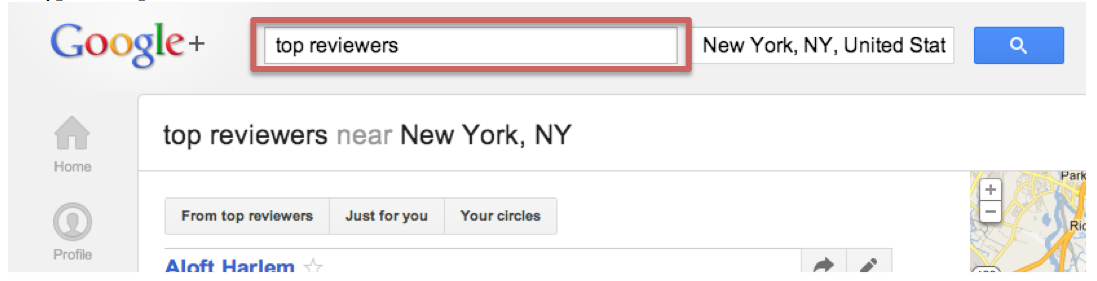 Google+
top reviewers
New York, NY, United Stat
top reviewers near New York, NY
Home
Profile
From top reviewers
Just for you
Your circles
Aloft Harlem
Park
Ric